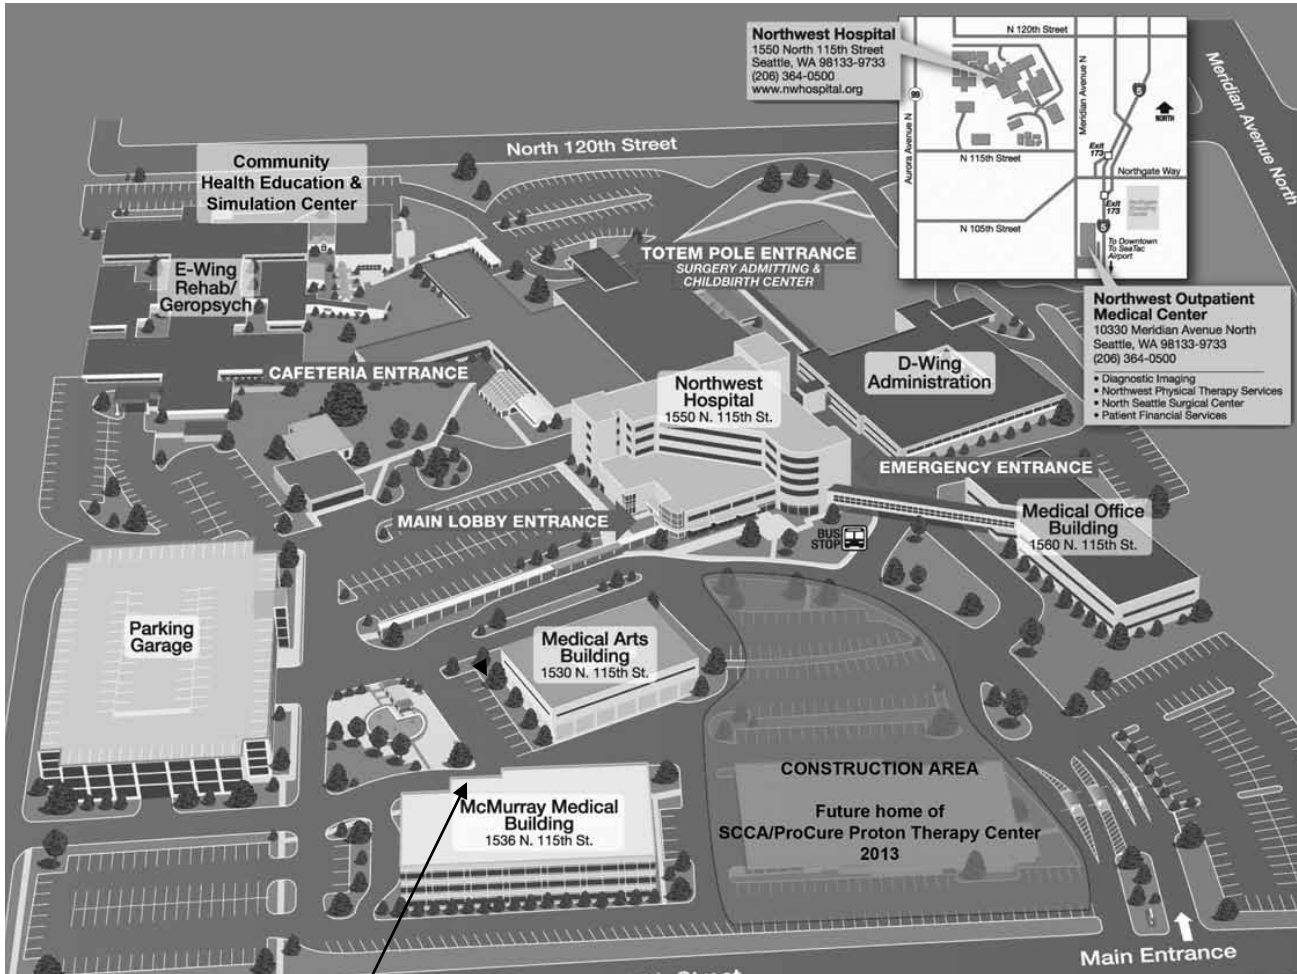 Northwest Hospital
1550 North 115th Street
Seattle, WA 98133-9733
(206) 364-0500
www.nwhospital.org
N 120th Street
Meridian Avenue N
99
Aurora Avenue N
5
NORTH
Exit
173
N 115th Street
Northgate Way
Exit
173
N 105th Street
5
To Downtown
To SeaTac
Airport
Meridian Avenue North
North 120th Street
Community
Health Education &
Simulation Center
TOTEM POLE ENTRANCE
SURGERY ADMITTING &
CHILDBIRTH CENTER
E-Wing
Rehab/
Geropsych
Northwest Outpatient
Medical Center
10330 Meridian Avenue North
Seattle, WA 98133-9733
(206) 364-0500
• Diagnostic Imaging
• Northwest Physical Therapy Services
• North Seattle Surgical Center
• Patient Financial Services
CAFETERIA ENTRANCE
D-Wing
Administration
Northwest
Hospital
1550 N. 115th St.
EMERGENCY ENTRANCE
MAIN LOBBY ENTRANCE
BUS
STOP
Medical Office
Building
1560 N. 115th St.
Parking
Garage
Medical Arts
Building
1530 N. 115th St.
CONSTRUCTION AREA
Future home of
SCCA/ProCure Proton Therapy Center
2013
McMurray Medical
Building
1536 N. 115th St.
Main Entrance
Street